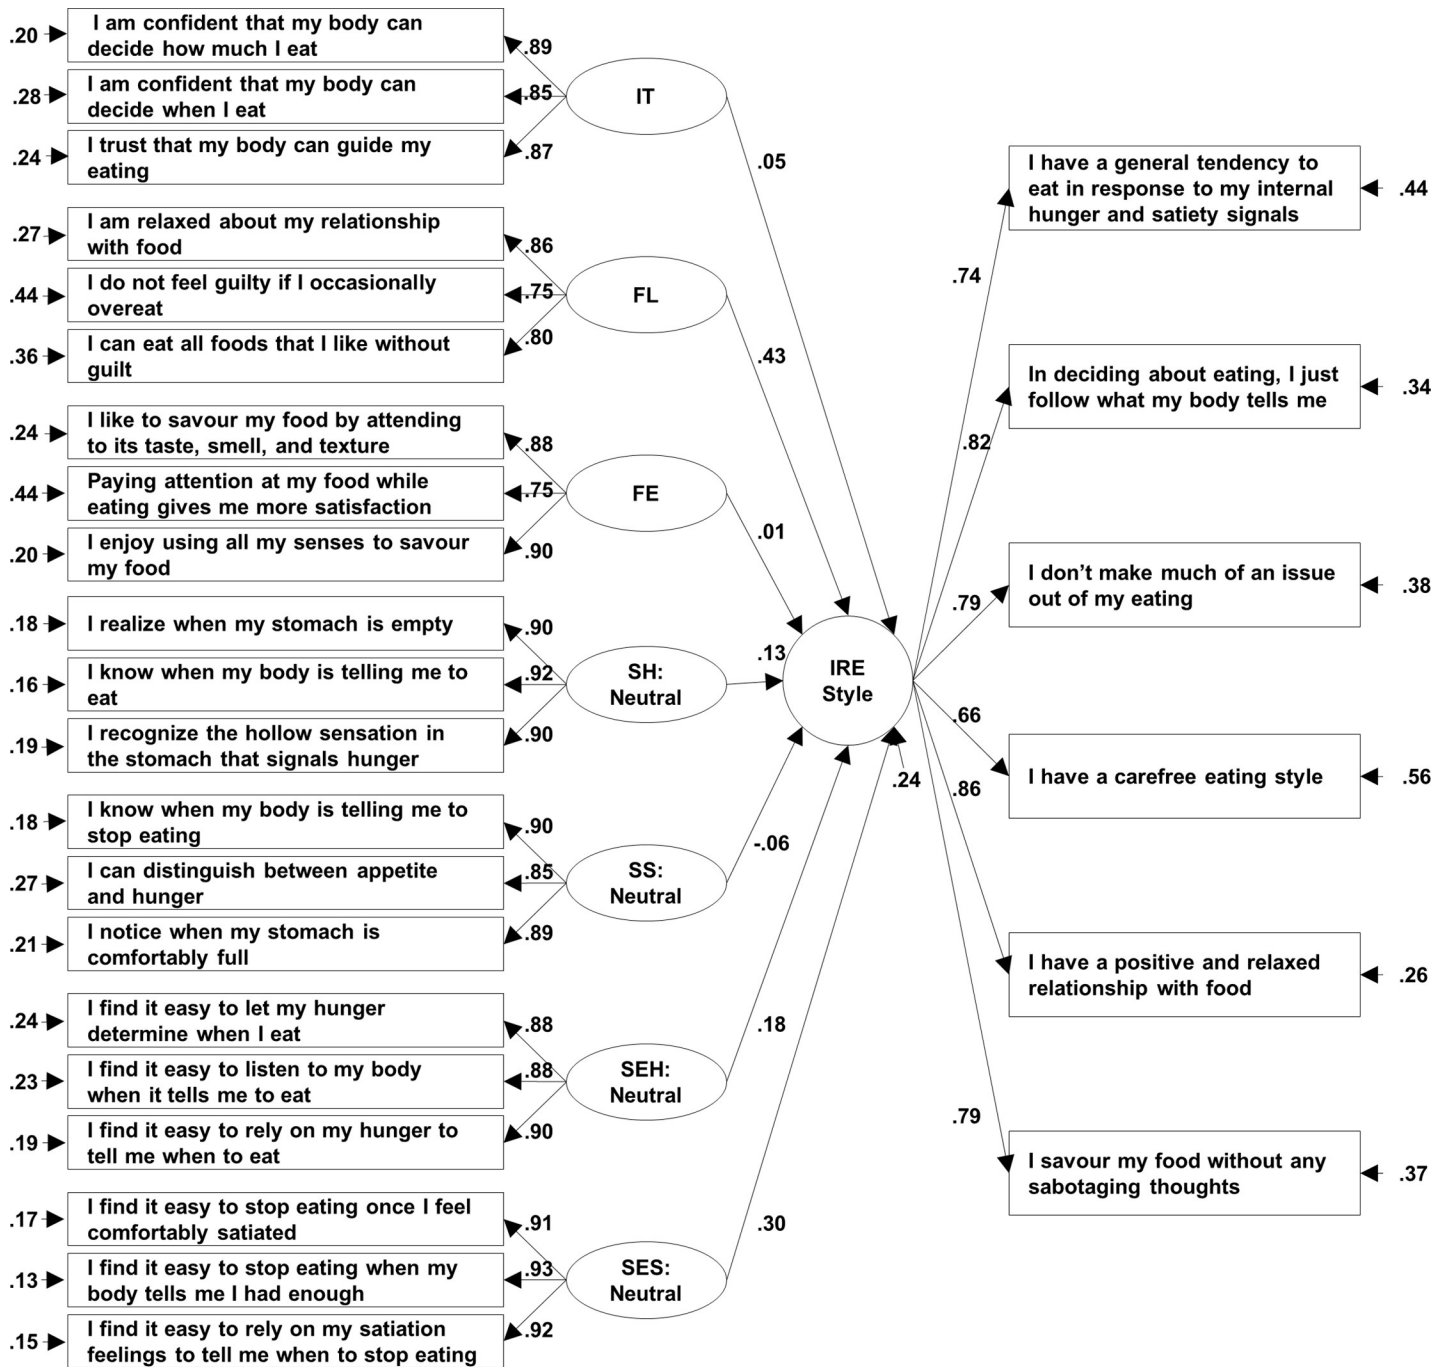 .20
I am confident that my body can
decide how much I eat
.89
.28
I am confident that my body can
decide when I eat
.85
.24
I trust that my body can guide my
eating
.87
IT
.05
.27
I am relaxed about my relationship
with food
.86
.44
I do not feel guilty if I occasionally
overeat
.75
.36
I can eat all foods that I like without
guilt
.80
FL
.43
.24
I like to savour my food by attending
to its taste, smell, and texture
.88
.44
Paying attention at my food while
eating gives me more satisfaction
.75
.20
I enjoy using all my senses to savour
my food
.90
FE
.01
.18
I realize when my stomach is empty
.90
.16
I know when my body is telling me to
eat
.92
.19
I recognize the hollow sensation in
the stomach that signals hunger
.90
SH:
Neutral
.13
.18
I know when my body is telling me to
stop eating
.90
.27
I can distinguish between appetite
and hunger
.85
.21
I notice when my stomach is
comfortably full
.89
SS:
Neutral
-.06
.24
I find it easy to let my hunger
determine when I eat
.88
.23
I find it easy to listen to my body
when it tells me to eat
.88
.19
I find it easy to rely on my hunger to
tell me when to eat
.90
SEH:
Neutral
.18
.17
I find it easy to stop eating once I feel
comfortably satiated
.91
.13
I find it easy to stop eating when my
body tells me I had enough
.93
.15
I find it easy to rely on my satiation
feelings to tell me when to stop eating
.92
SES:
Neutral
.30
IRE
Style
.24
.74
I have a general tendency to
eat in response to my internal
hunger and satiety signals
.44
.82
In deciding about eating, I just
follow what my body tells me
.34
.79
I don't make much of an issue
out of my eating
.38
.66
I have a carefree eating style
.56
.86
I have a positive and relaxed
relationship with food
.26
.79
I savour my food without any
sabotaging thoughts
.37